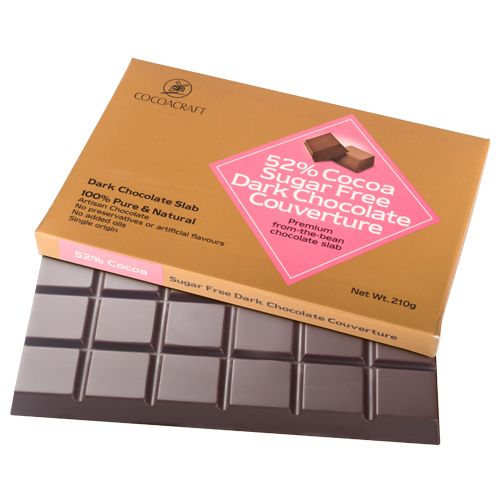 COCOACRAFT
52% Cocoa
Sugar Free
Dark Chocolate
Couverture
Premium
from-the-bean
chocolate slab
Dark Chocolate Slab
100% Pure & Natural
Artisan Chocolate
No preservatives or artificial flavours
No added oils
Single origin
Net Wt. 210g
52% Cocoa
Sugar Free Dark Chocolate Couverture